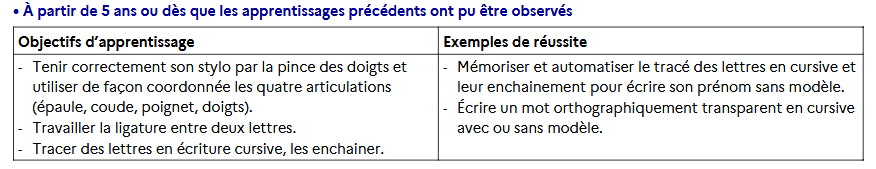 • À partir de 5 ans ou dès que les apprentissages précédents ont pu être observés
Objectifs d’apprentissage
- Tenir correctement son stylo par la pince des doigts et
utiliser de façon coordonnée les quatre articulations
(épaule, coude, poignet, doigts).
- Travailler la ligature entre deux lettres.
- Tracer des lettres en écriture cursive, les enchainer.
Exemples de réussite
- Mémoriser et automatiser le tracé des lettres en cursive et
leur enchainement pour écrire son prénom sans modèle.
- Écrire un mot orthographiquement transparent en cursive
avec ou sans modèle.